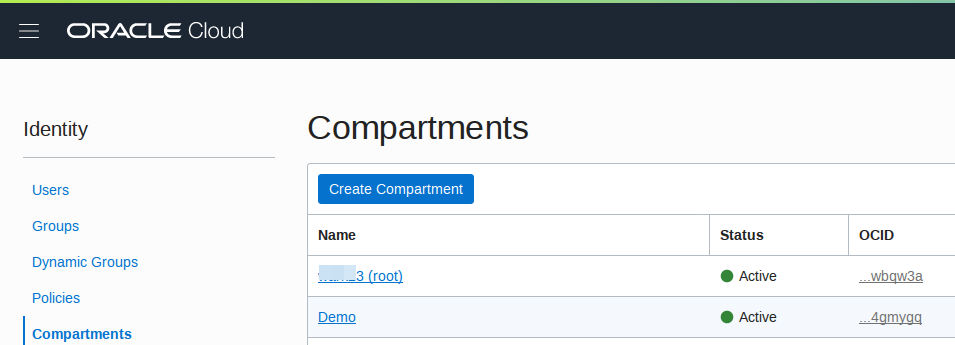 ORACLE Cloud
Identity
Users
Groups
Dynamic Groups
Policies
Compartments
Compartments
Create Compartment
Name Status OCID
3 (root) Active ...wbqw3a
Demo Active ...4gmygq